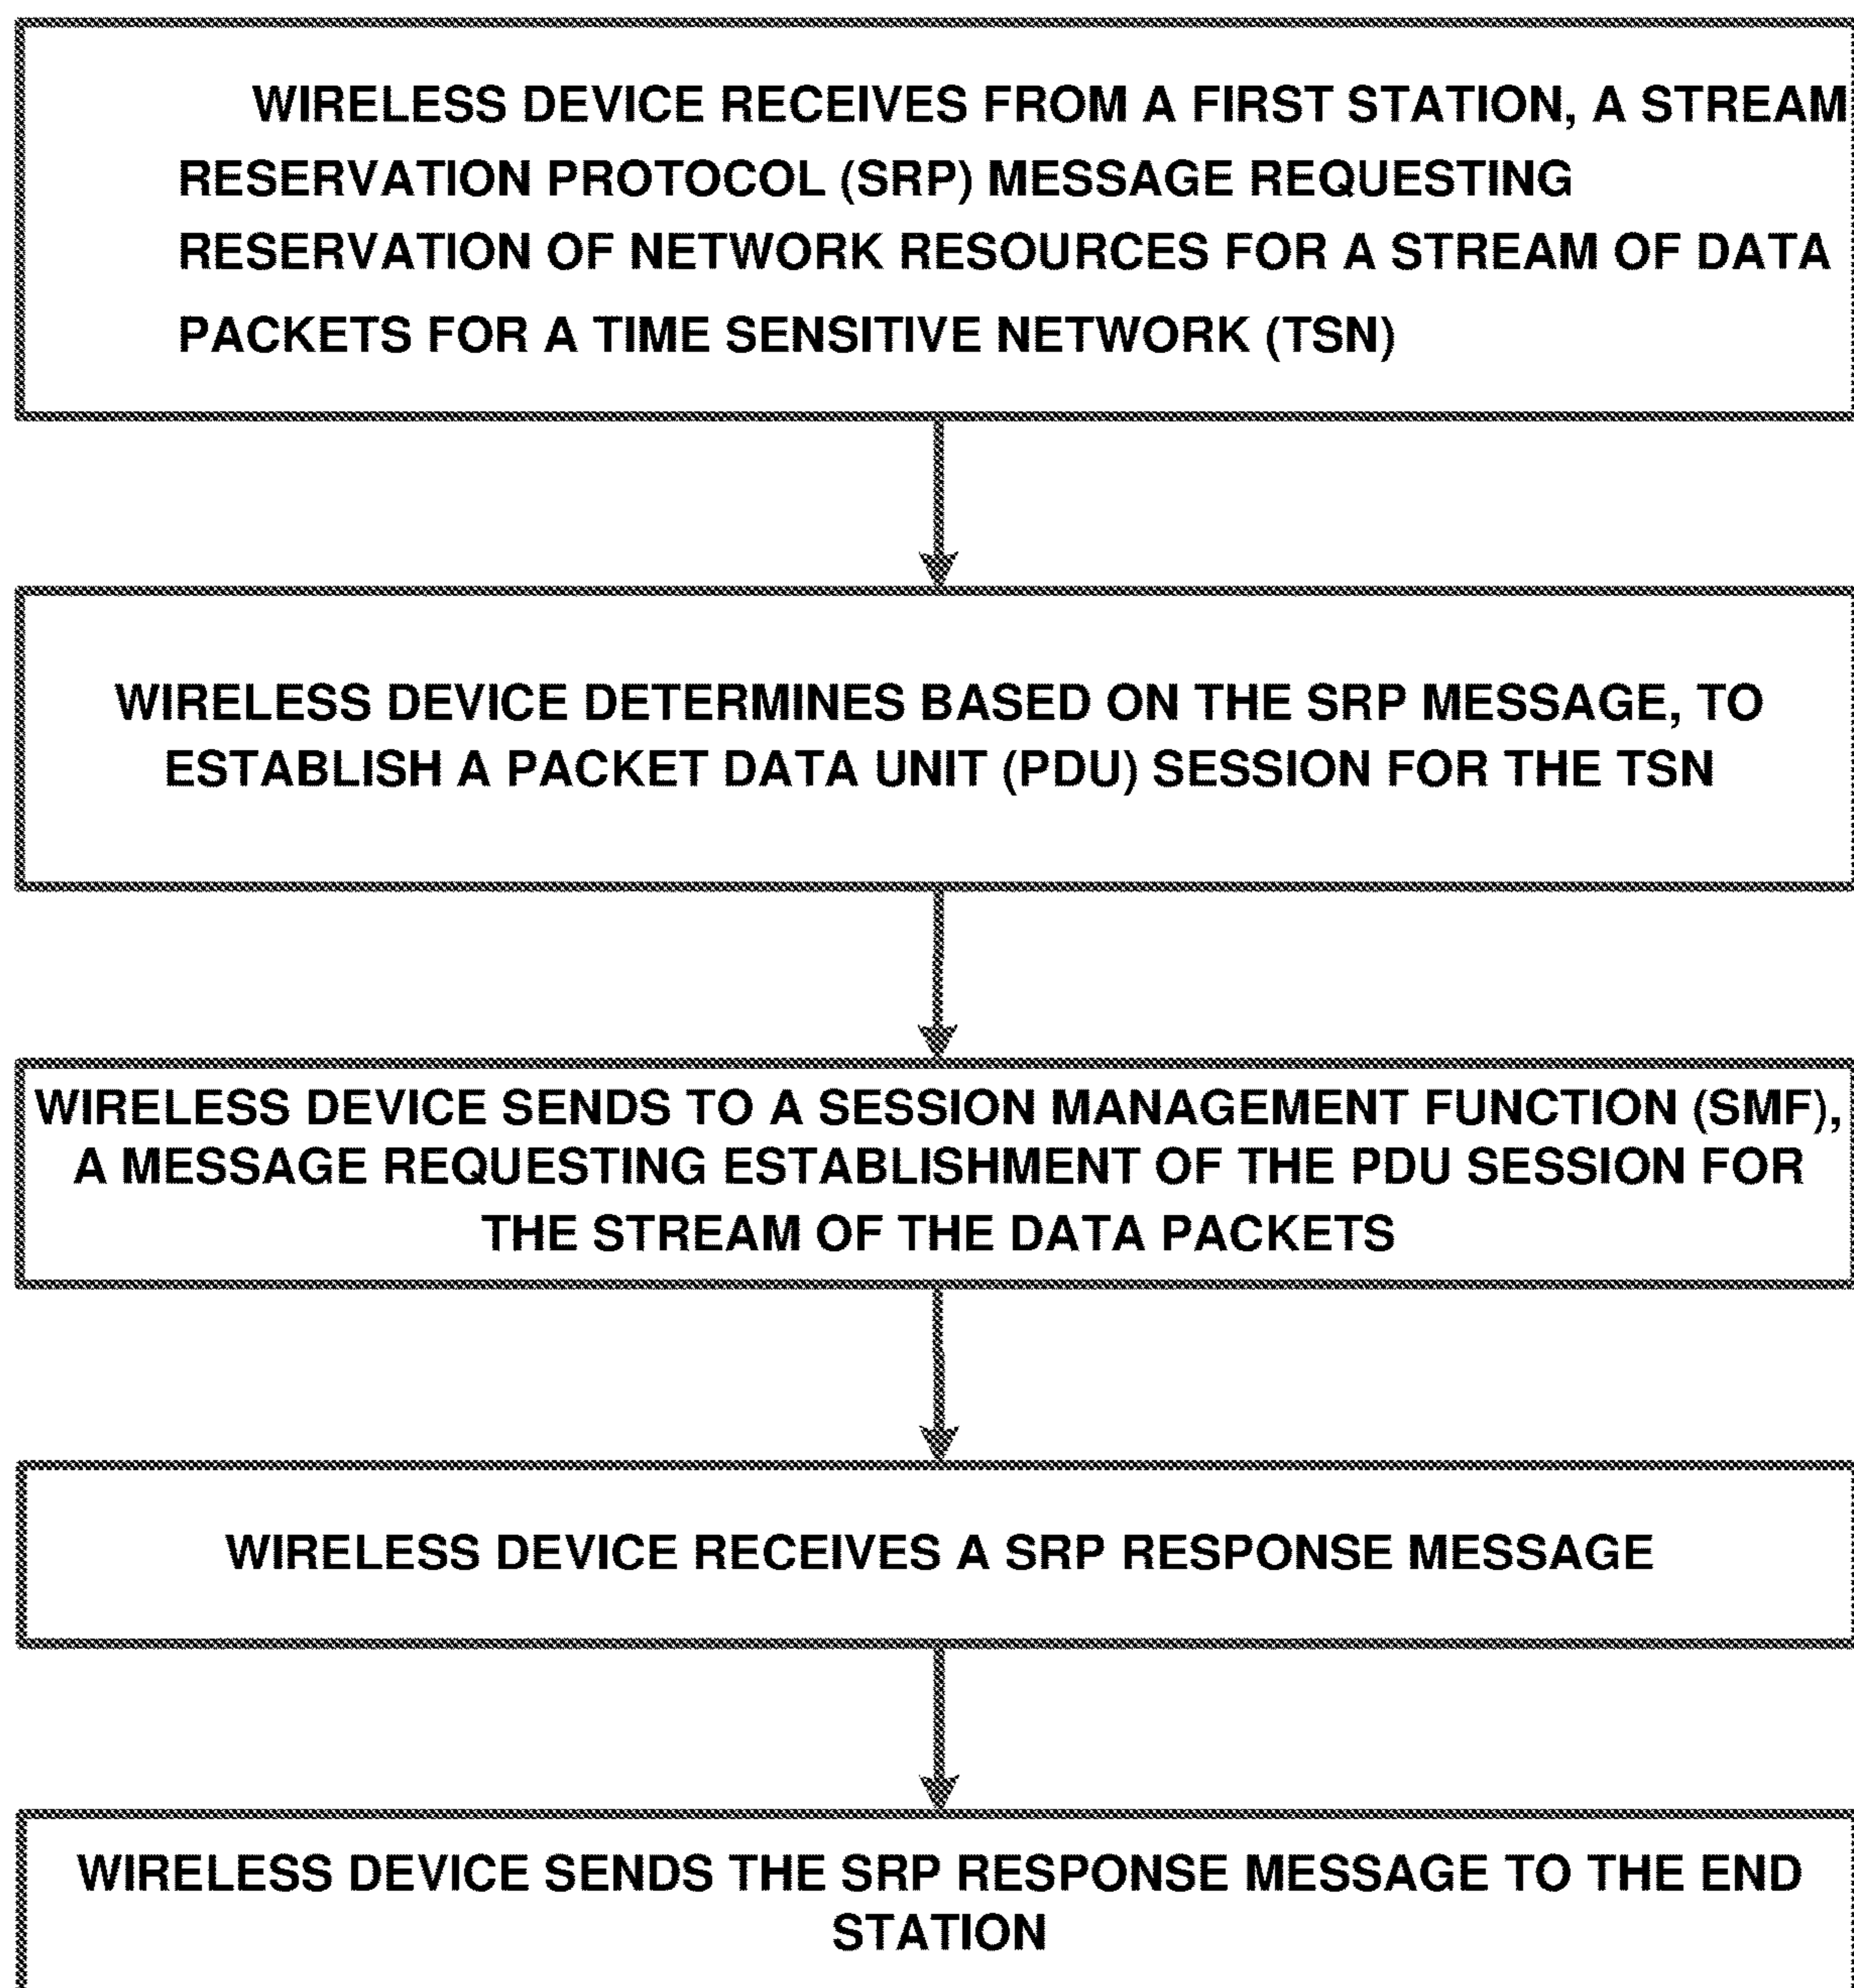 WIRELESS DEVICE RECEIVES FROM A FIRST STATION, A STREAM
RESERVATION PROTOCOL (SRP) MESSAGE REQUESTING
RESERVATION OF NETWORK RESOURCES FOR A STREAM OF DATA
PACKETS FOR A TIME SENSITIVE NETWORK (TSN)
WIRELESS DEVICE DETERMINES BASED ON THE SRP MESSAGE, TO
ESTABLISH A PACKET DATA UNIT (PDU) SESSION FOR THE TSN
WIRELESS DEVICE SENDS TO A SESSION MANAGEMENT FUNCTION (SMF),
A MESSAGE REQUESTING ESTABLISHMENT OF THE PDU SESSION FOR
THE STREAM OF THE DATA PACKETS
WIRELESS DEVICE RECEIVES A SRP RESPONSE MESSAGE
WIRELESS DEVICE SENDS THE SRP RESPONSE MESSAGE TO THE END
STATION